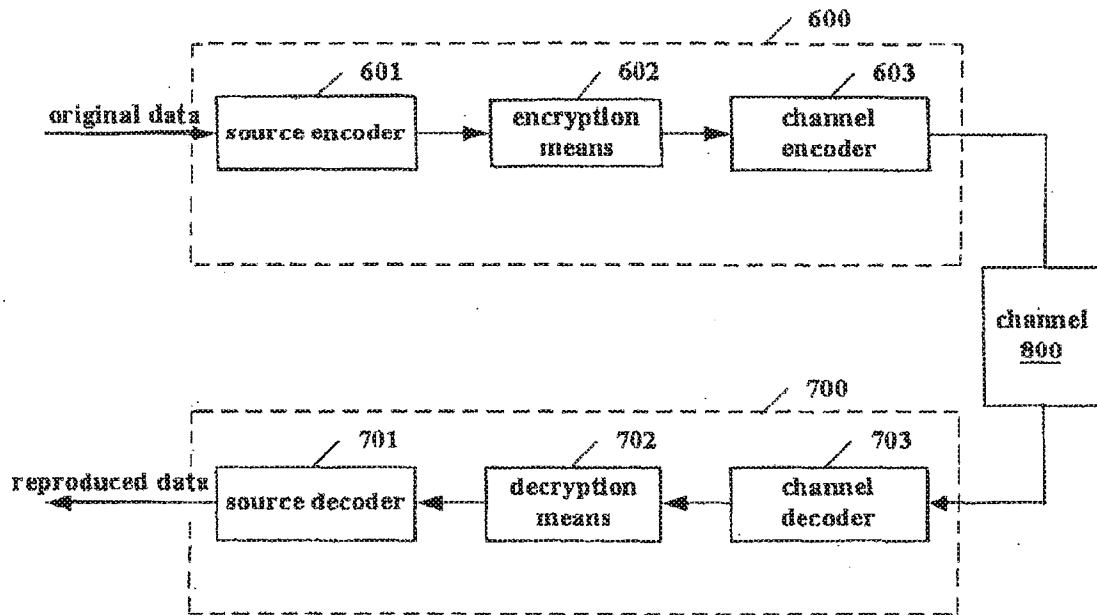 600
601
602
603
original data
source encoder
encryption
means
channel
encoder
channel
800
700
701
702
703
reproduced data
source decoder
decryption
means
channel
decoder